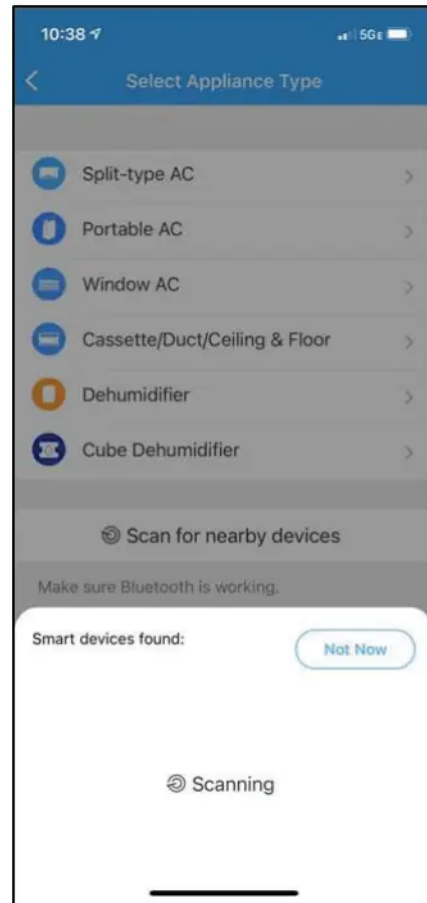 10:38
5GE
Select Appliance Type
Split-type AC
Portable AC
Window AC
Cassette/Duct/Ceiling & Floor
Dehumidifier
Cube Dehumidifier
Scan for nearby devices
Make sure Bluetooth is working.
Smart devices found:
Not Now
Scanning